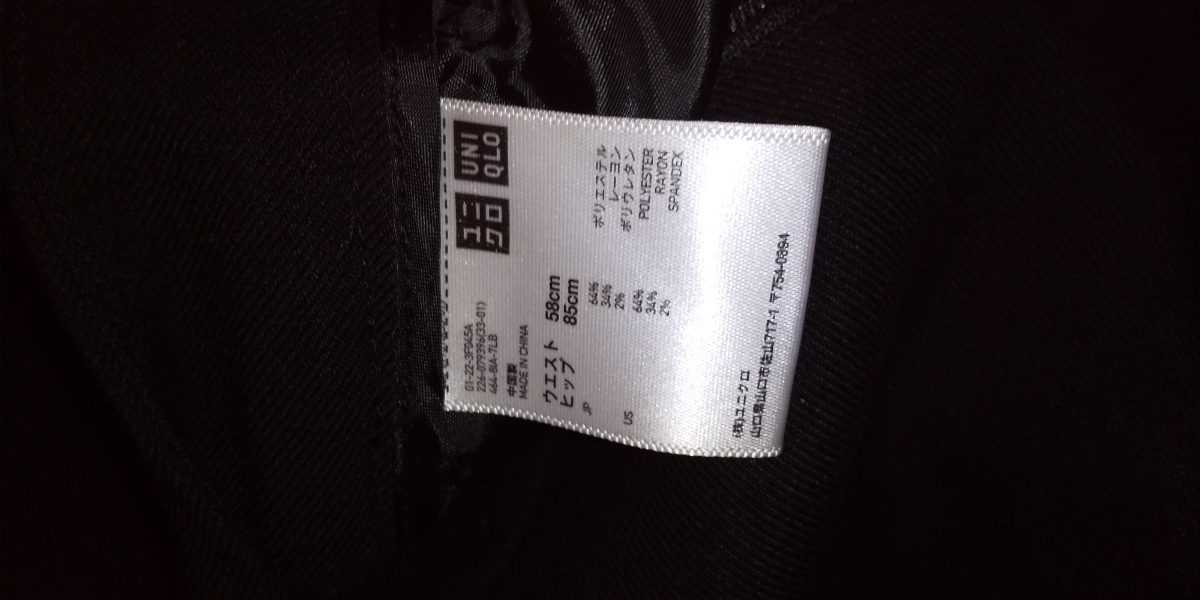 ユニ
クロ
UNI
QLO
01-22-3F045A
226-079396(33-01)
464-BIA-7LB
中国製
MADE IN CHINA
ウエスト 58cm
ヒップ 85cm
JP
64% ポリエステル
34% レーヨン
2% ポリウレタン
US
64% POLYESTER
34% RAYON
2% SPANDEX
(株)ユニクロ
山口県山口市佐山717-1 〒754-0894